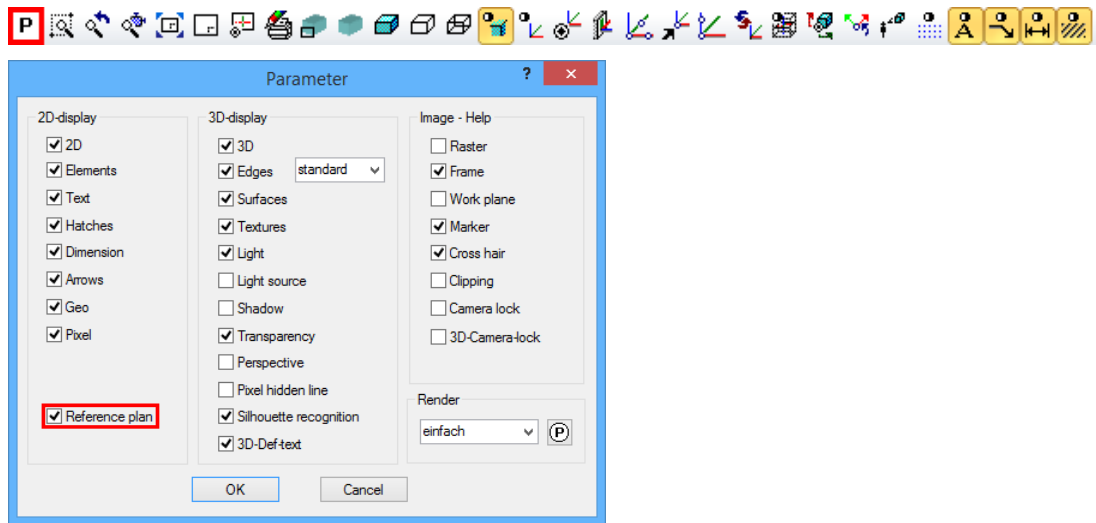 P
A
Parameter ? ×
2D-display
2D
Elements
Text
Hatches
Dimension
Arrows
Geo
Pixel
Reference plan
3D-display
3D
Edges standard
Surfaces
Textures
Light
Light source
Shadow
Transparency
Perspective
Pixel hidden line
Silhouette recognition
3D-Def-text
Image - Help
Raster
Frame
Work plane
Marker
Cross hair
Clipping
Camera lock
3D-Camera-lock
Render
einfach P
OK Cancel